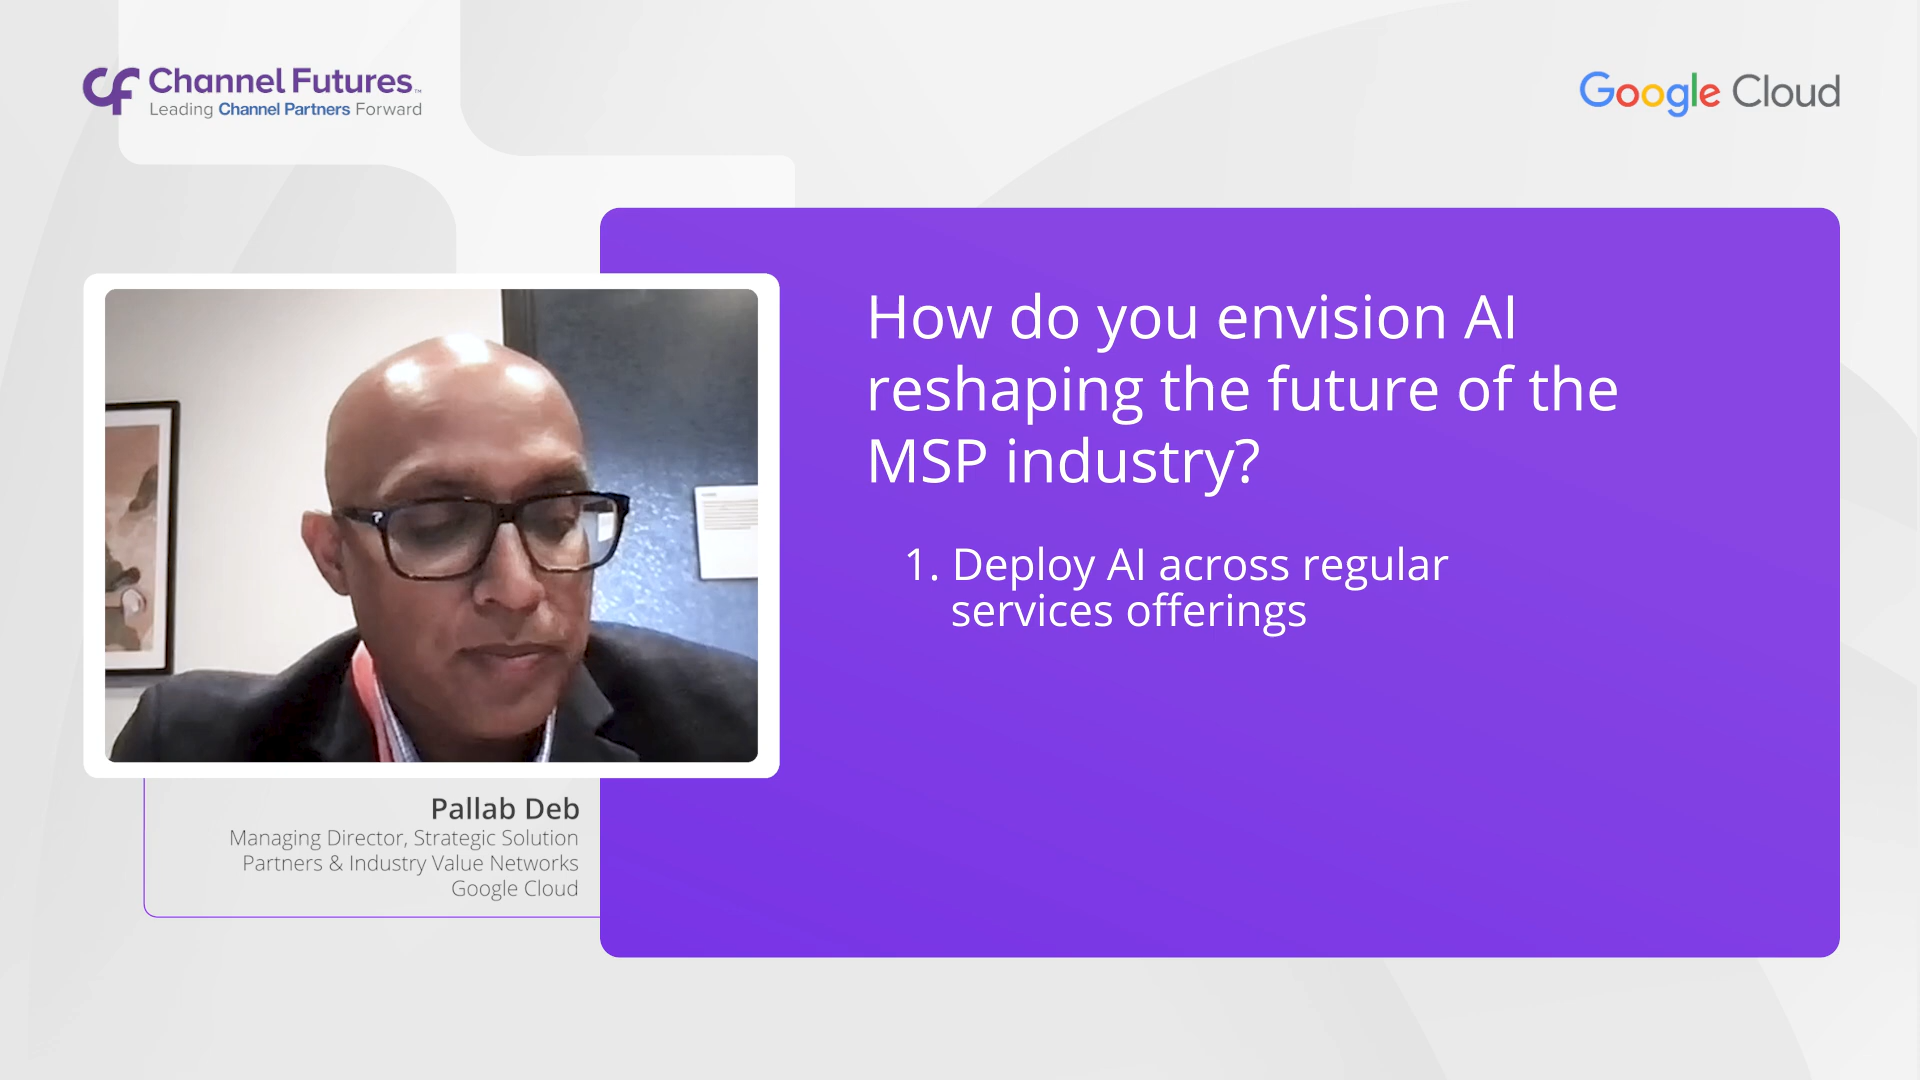 Channel Futures™
Leading Channel Partners Forward
Google Cloud
How do you envision AI
reshaping the future of the
MSP industry?
1. Deploy AI across regular
services offerings
Pallab Deb
Managing Director, Strategic Solution
Partners & Industry Value Networks
Google Cloud